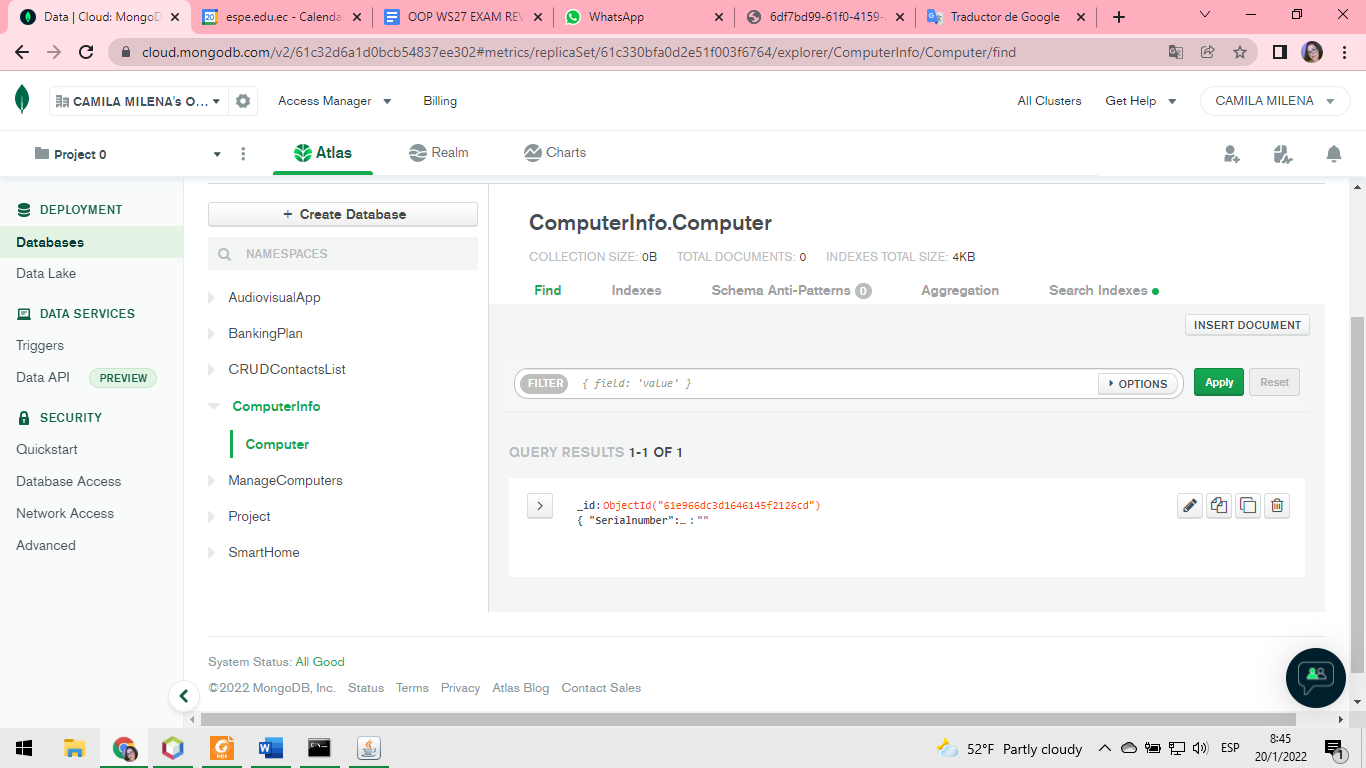 Data | Cloud: MongoD
espe.edu.ec - Calenda
OOP WS27 EXAM REV
WhatsApp
6df7bd99-61f0-4159-
Traductor de Google
cloud.mongodb.com/v2/61c32d6a1d0bcb54837ee302#metrics/replicaSet/61c330bfa0d2e51f003f6764/explorer/ComputerInfo/Computer/find
CAMILA MILENA's O...
Access Manager
Billing
All Clusters
Get Help
CAMILA MILENA
Project 0
Atlas
Realm
Charts
DEPLOYMENT
Databases
Data Lake
DATA SERVICES
Triggers
Data API PREVIEW
SECURITY
Quickstart
Database Access
Network Access
Advanced
+ Create Database
NAMESPACES
AudiovisualApp
BankingPlan
CRUDContactsList
ComputerInfo
Computer
ManageComputers
Project
SmartHome
ComputerInfo.Computer
COLLECTION SIZE: 0B TOTAL DOCUMENTS: 0 INDEXES TOTAL SIZE: 4KB
Find Indexes Schema Anti-Patterns 0 Aggregation Search Indexes
INSERT DOCUMENT
FILTER { field: 'value' } OPTIONS Apply Reset
QUERY RESULTS 1-1 OF 1
_id: ObjectId("61e966dc3d1646145f2126cd")
{ "Serialnumber":… : ""
System Status: All Good
©2022 MongoDB, Inc. Status Terms Privacy Atlas Blog Contact Sales
52°F Partly cloudy
ESP
8:45
20/1/2022
1